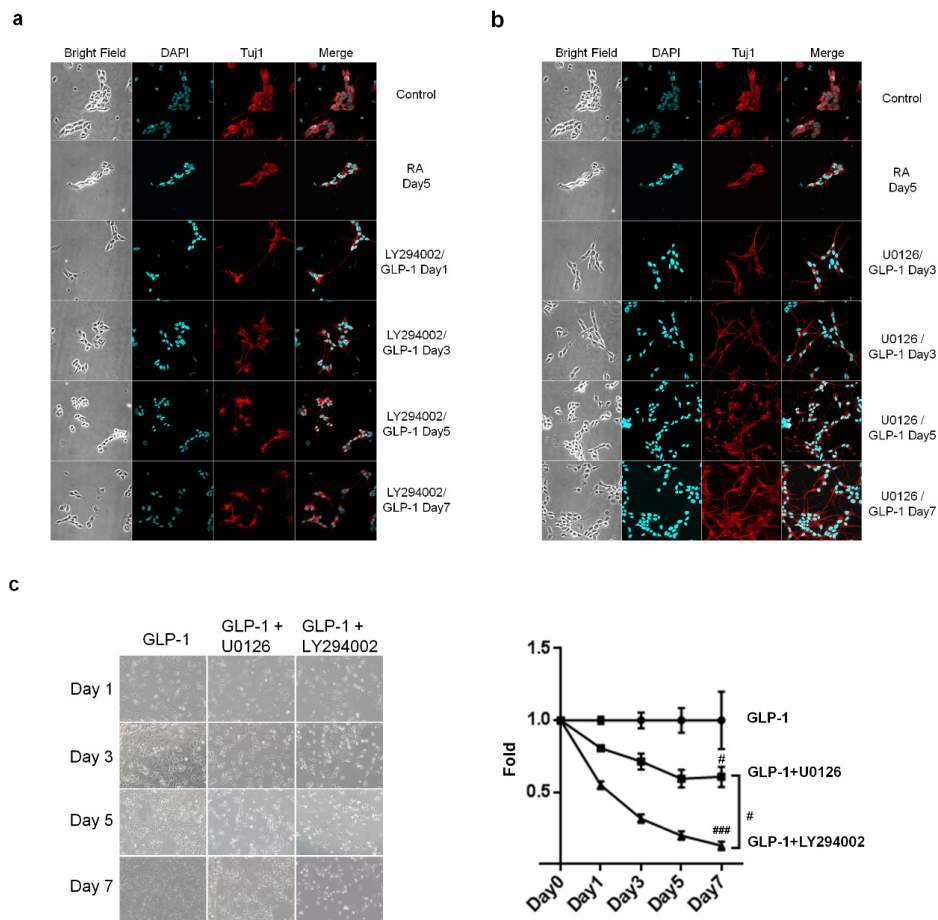 a
Bright Field DAPI Tuj1 Merge
Control
RA
Day5
LY294002/
GLP-1 Day1
LY294002/
GLP-1 Day3
LY294002/
GLP-1 Day5
LY294002/
GLP-1 Day7
b
Bright Field DAPI Tuj1 Merge
Control
RA
Day5
U0126/
GLP-1 Day3
U0126 /
GLP-1 Day3
U0126 /
GLP-1 Day5
U0126 /
GLP-1 Day7
c
GLP-1
GLP-1 +
U0126
GLP-1 +
LY294002
Day 1
Day 3
Day 5
Day 7
Fold
1.5
1.0
0.5
Day0 Day1 Day3 Day5 Day7
GLP-1
#
GLP-1+U0126
#
###
GLP-1+LY294002